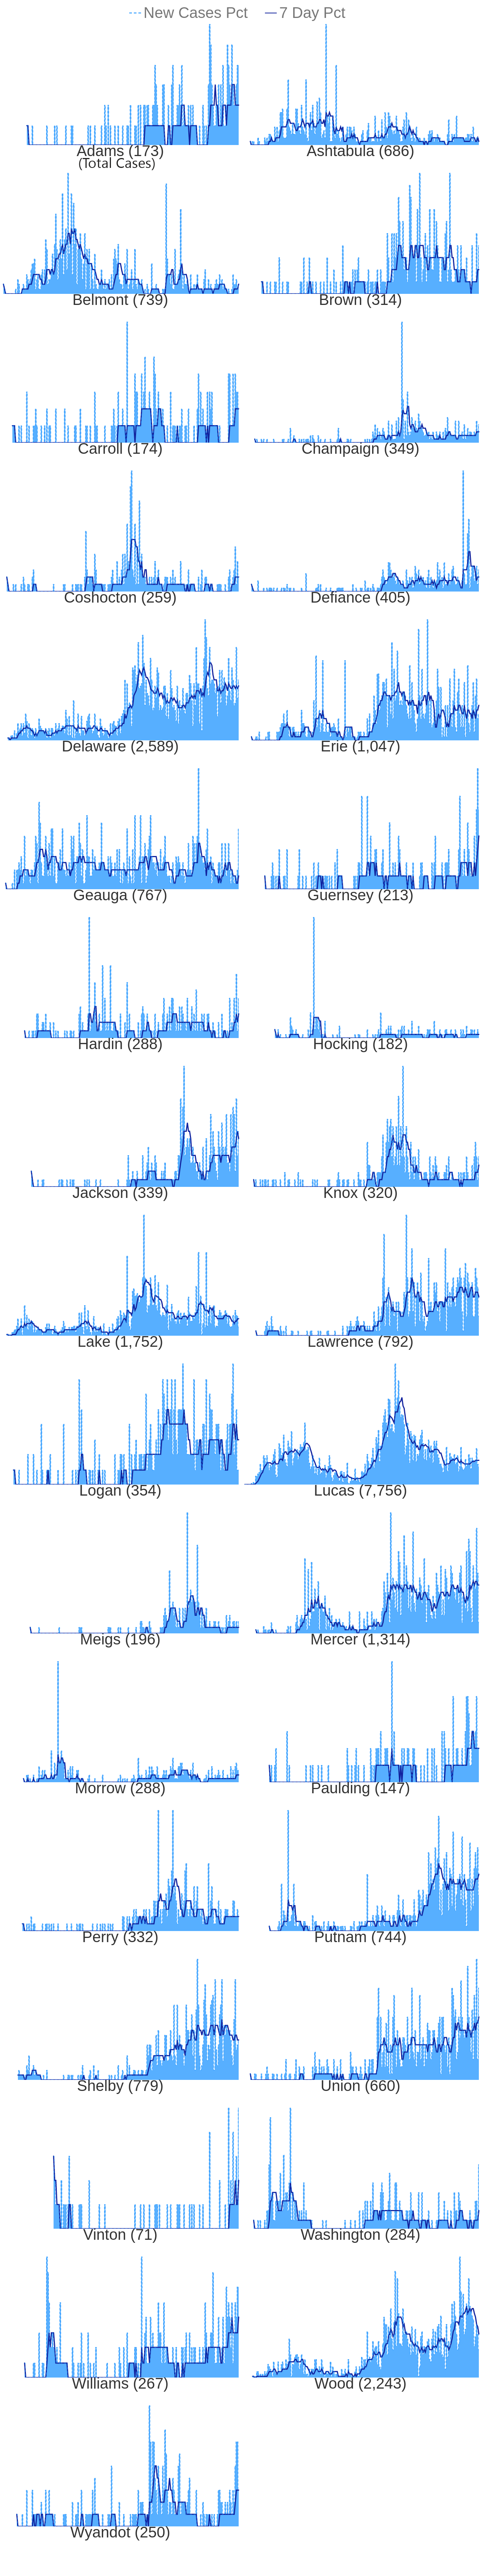 New Cases Pct 7 Day Pct
Adams (173) Ashtabula (686)
(Total Cases)
Belmont (739) Brown (314)
Carroll (174) Champaign (349)
Coshocton (259) Defiance (405)
Delaware (2,589) Erie (1,047)
Geauga (767) Guernsey (213)
Hardin (288) Hocking (182)
Jackson (339) Knox (320)
Lake (1,752) Lawrence (792)
Logan (354) Lucas (7,756)
Meigs (196) Mercer (1,314)
Morrow (288) Paulding (147)
Perry (332) Putnam (744)
Shelby (779) Union (660)
Vinton (71) Washington (284)
Williams (267) Wood (2,243)
Wyandot (250)